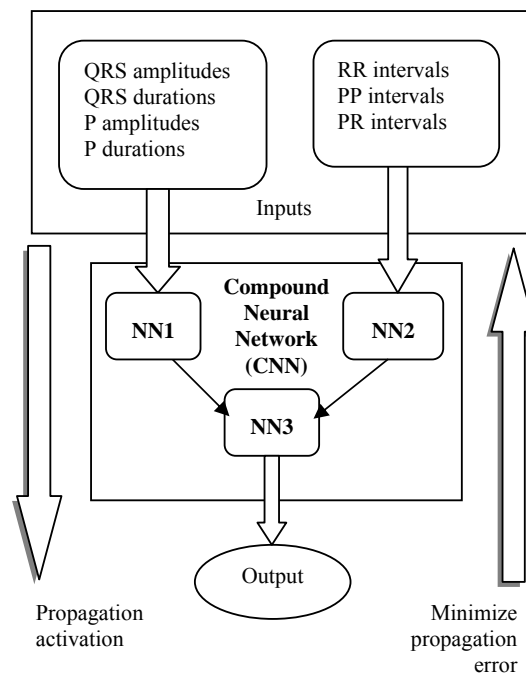 QRS amplitudes
QRS durations
P amplitudes
P durations
RR intervals
PP intervals
PR intervals
Inputs
Compound
Neural
Network
(CNN)
NN1
NN2
NN3
Output
Propagation
activation
Minimize
propagation
error